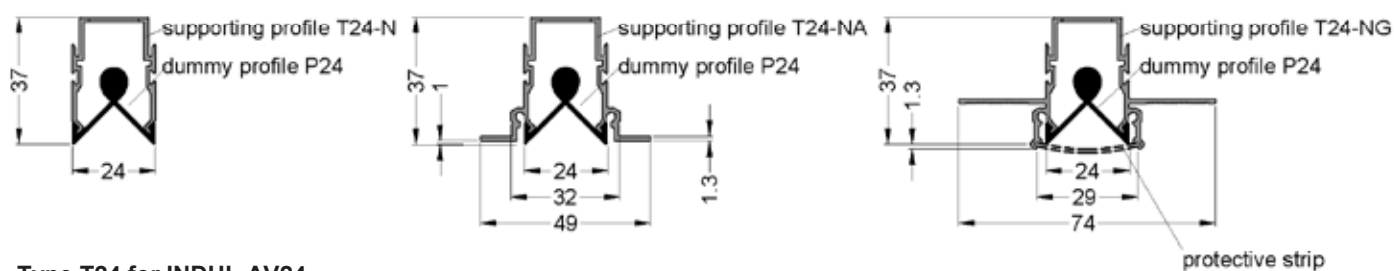 supporting profile T24-N
dummy profile P24
37
24
supporting profile T24-NA
dummy profile P24
37
1
24
32
49
1.3
supporting profile T24-NG
dummy profile P24
37
1.3
24
29
74
protective strip